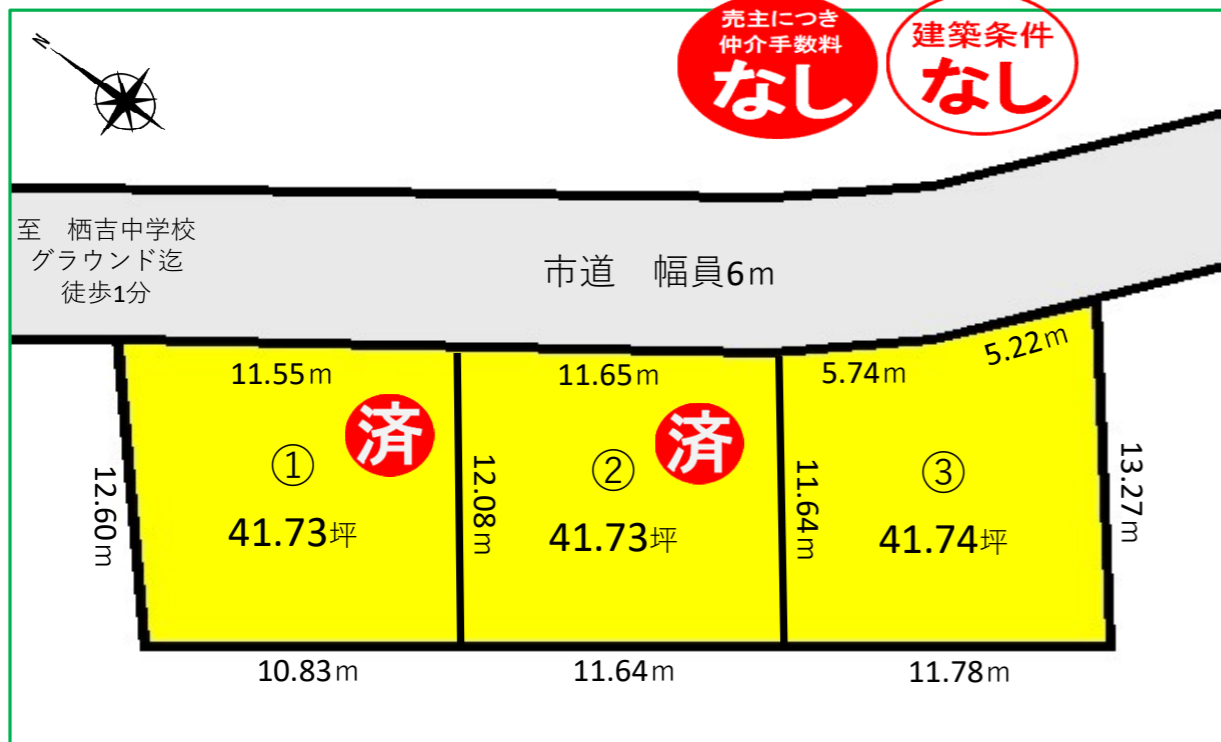 売主につき
仲介手数料
なし
建築条件
なし
N
至　栖吉中学校
グラウンド迄
徒歩1分
市道　幅員6m
11.55m
11.65m
5.74m
5.22m
済
済
①
②
③
12.60m
12.08m
11.64m
13.27m
41.73坪
41.73坪
41.74坪
10.83m
11.64m
11.78m